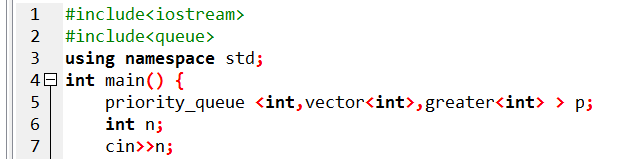 1 #include<iostream>
2 #include<queue>
3 using namespace std;
4 int main() {
5 priority_queue <int,vector<int>,greater<int> > p;
6 int n;
7 cin>>n;